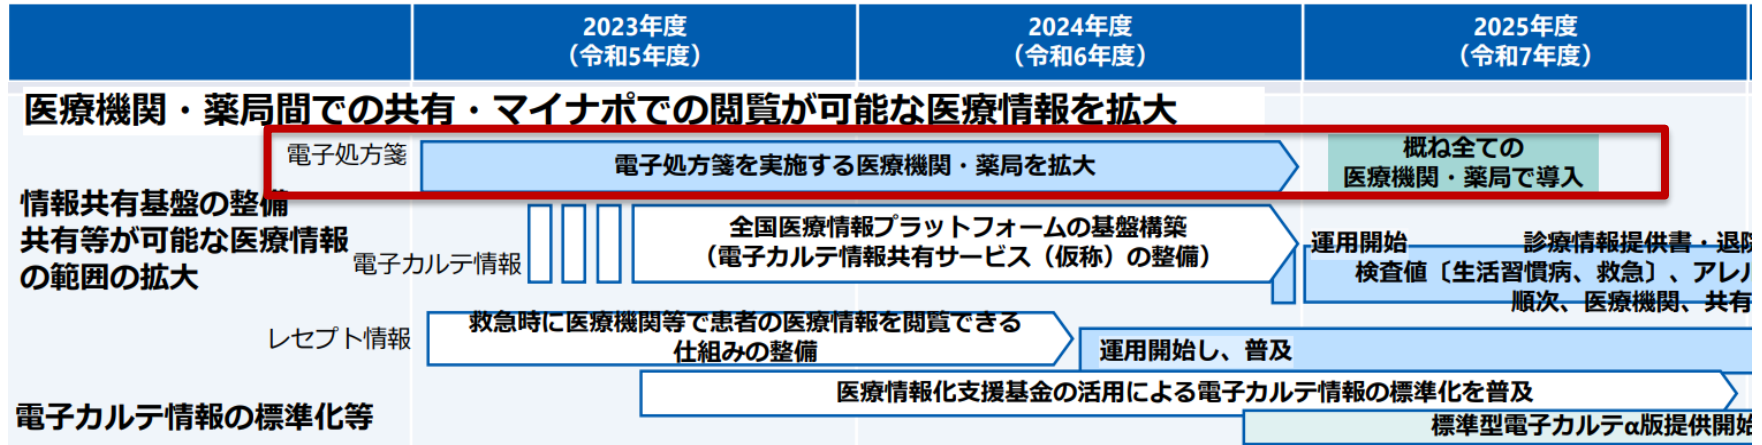 2023年度
（令和5年度）
2024年度
（令和6年度）
2025年度
（令和7年度）
医療機関・薬局間での共有・マイナポでの閲覧が可能な医療情報を拡大
電子処方箋
電子処方箋を実施する医療機関・薬局を拡大
概ね全ての
医療機関・薬局で導入
情報共有基盤の整備
共有等が可能な医療情報
の範囲の拡大
電子カルテ情報
全国医療情報プラットフォームの基盤構築
（電子カルテ情報共有サービス（仮称）の整備）
運用開始
診療情報提供書・退院
検査値〔生活習慣病、救急〕、アレル
順次、医療機関、共有
レセプト情報
救急時に医療機関等で患者の医療情報を閲覧できる
仕組みの整備
運用開始し、普及
医療情報化支援基金の活用による電子カルテ情報の標準化を普及
電子カルテ情報の標準化等
標準型電子カルテα版提供開始